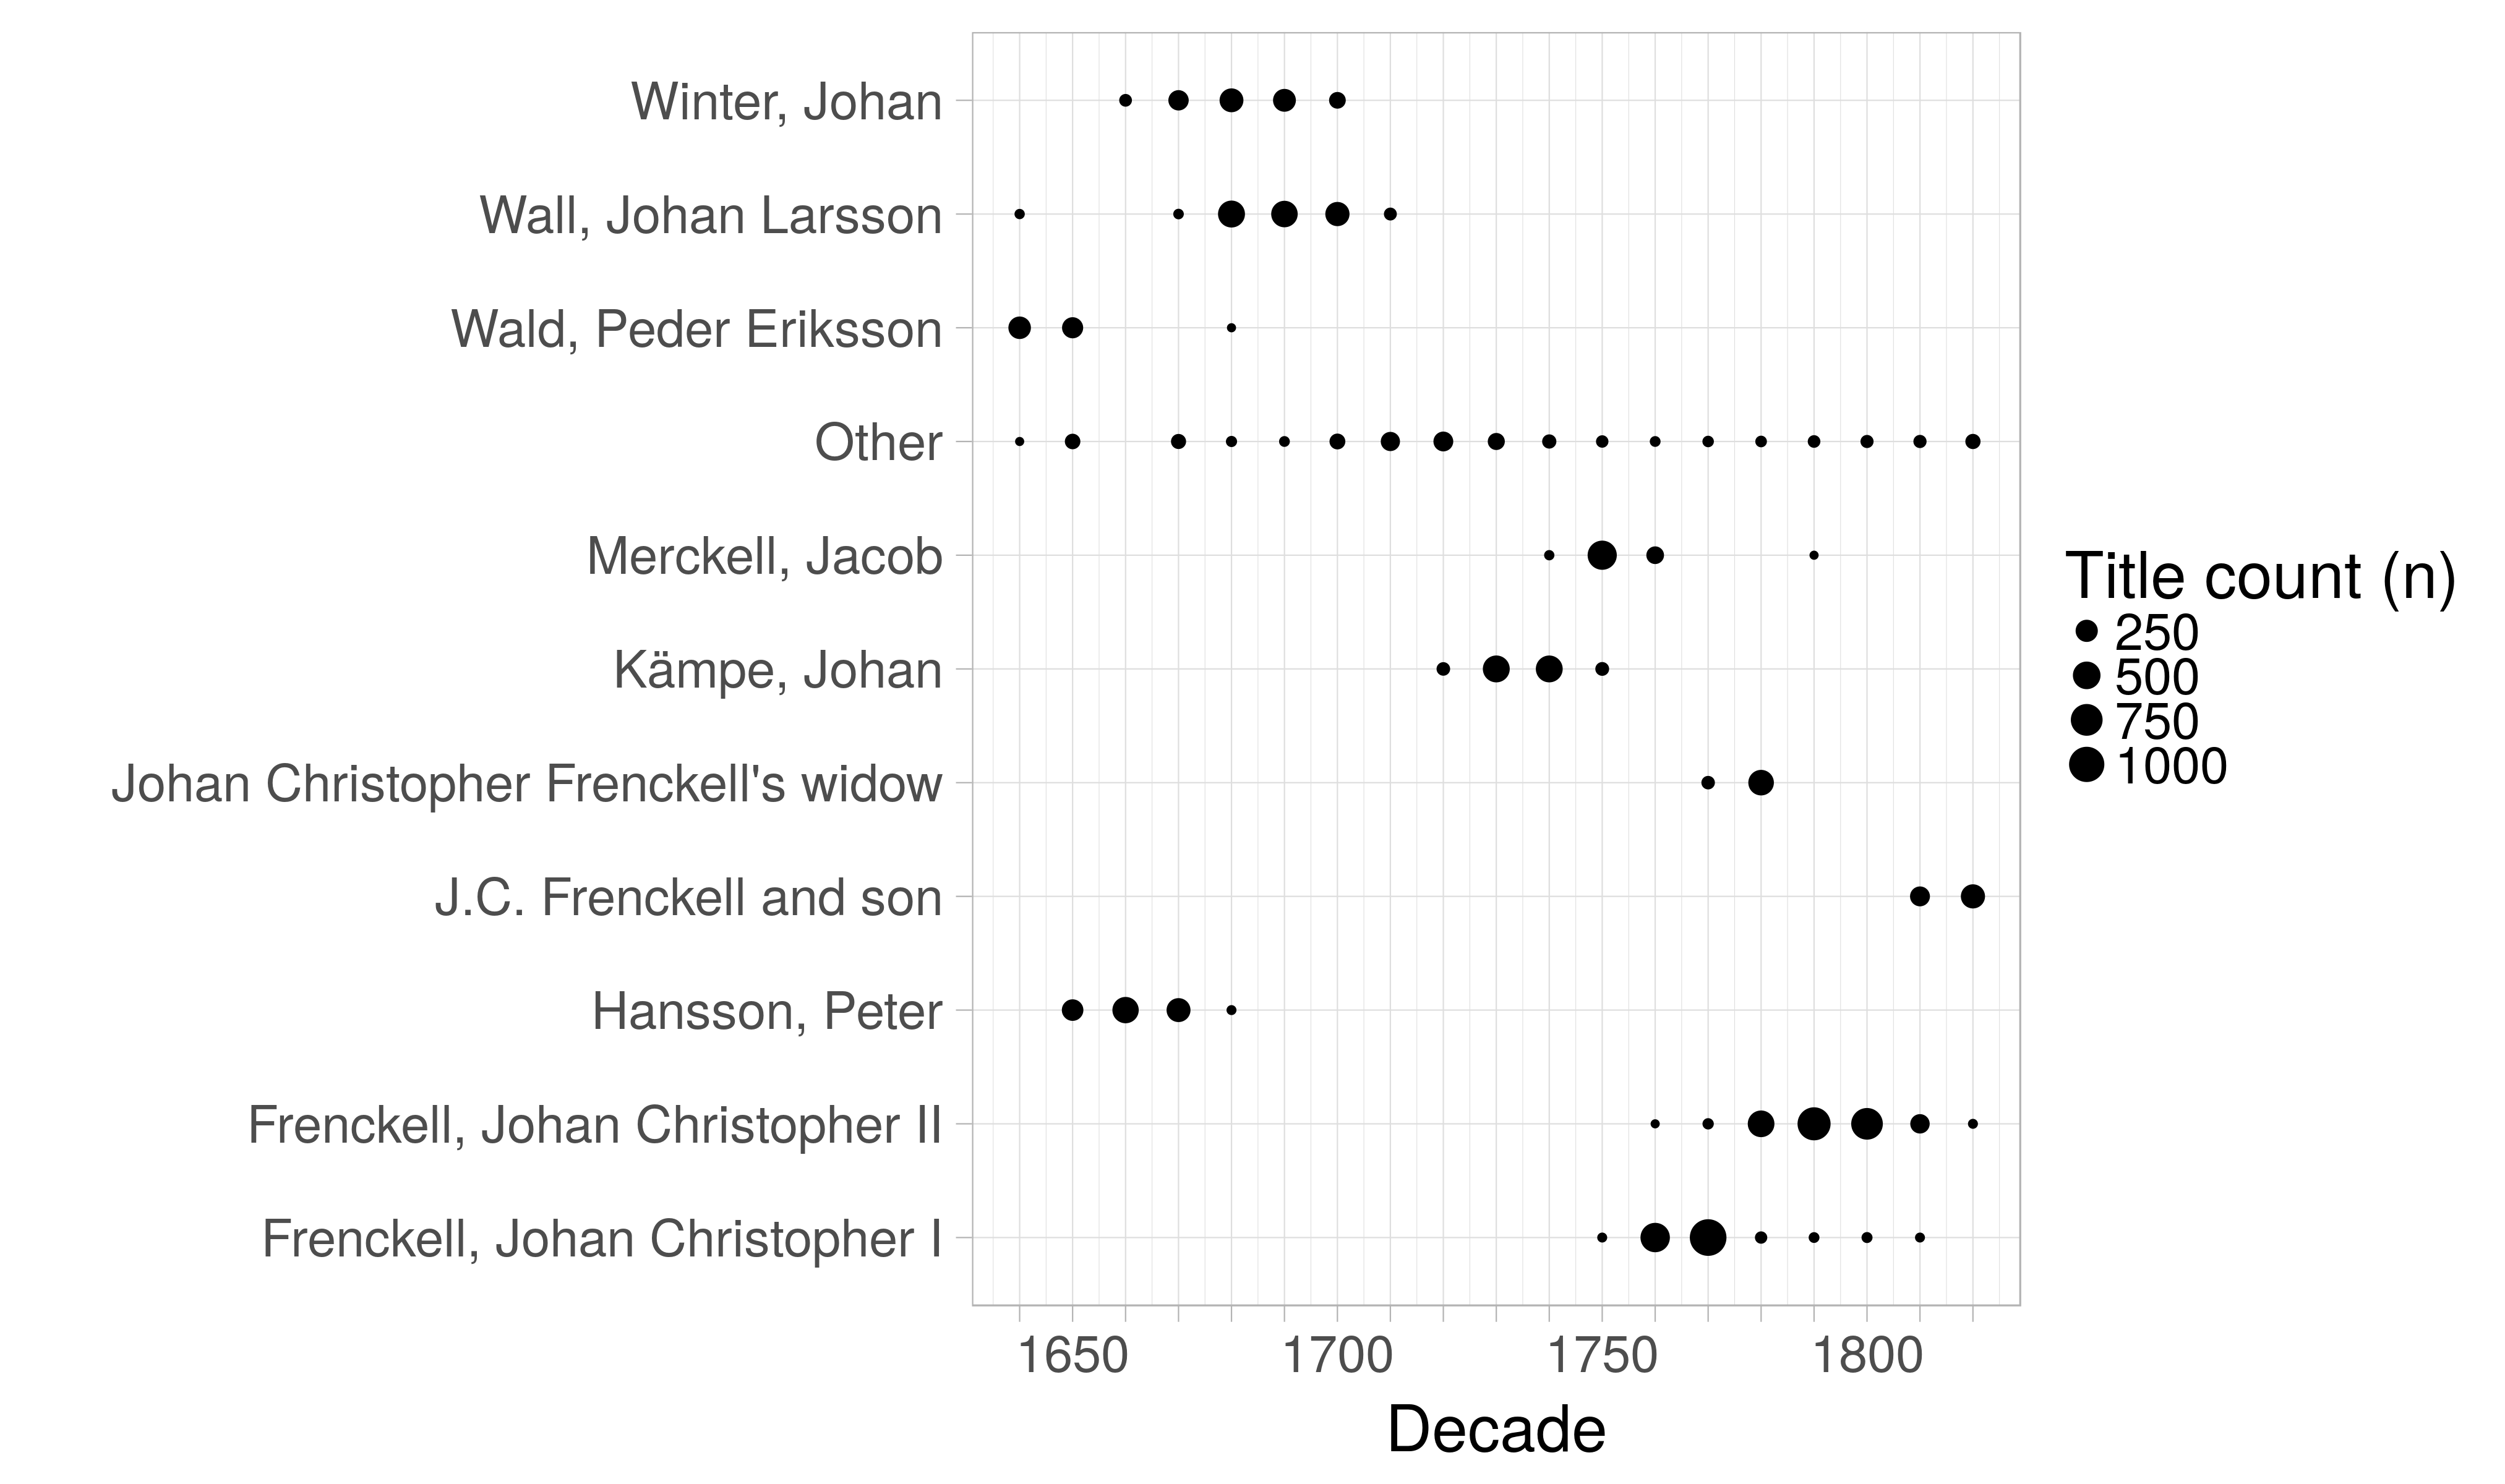 Winter, Johan
Wall, Johan Larsson
Wald, Peder Eriksson
Other
Merckell, Jacob
Kämpe, Johan
Johan Christopher Frenckell's widow
J.C. Frenckell and son
Hansson, Peter
Frenckell, Johan Christopher II
Frenckell, Johan Christopher I
1650 1700 1750 1800
Decade
Title count (n)
250
500
750
1000